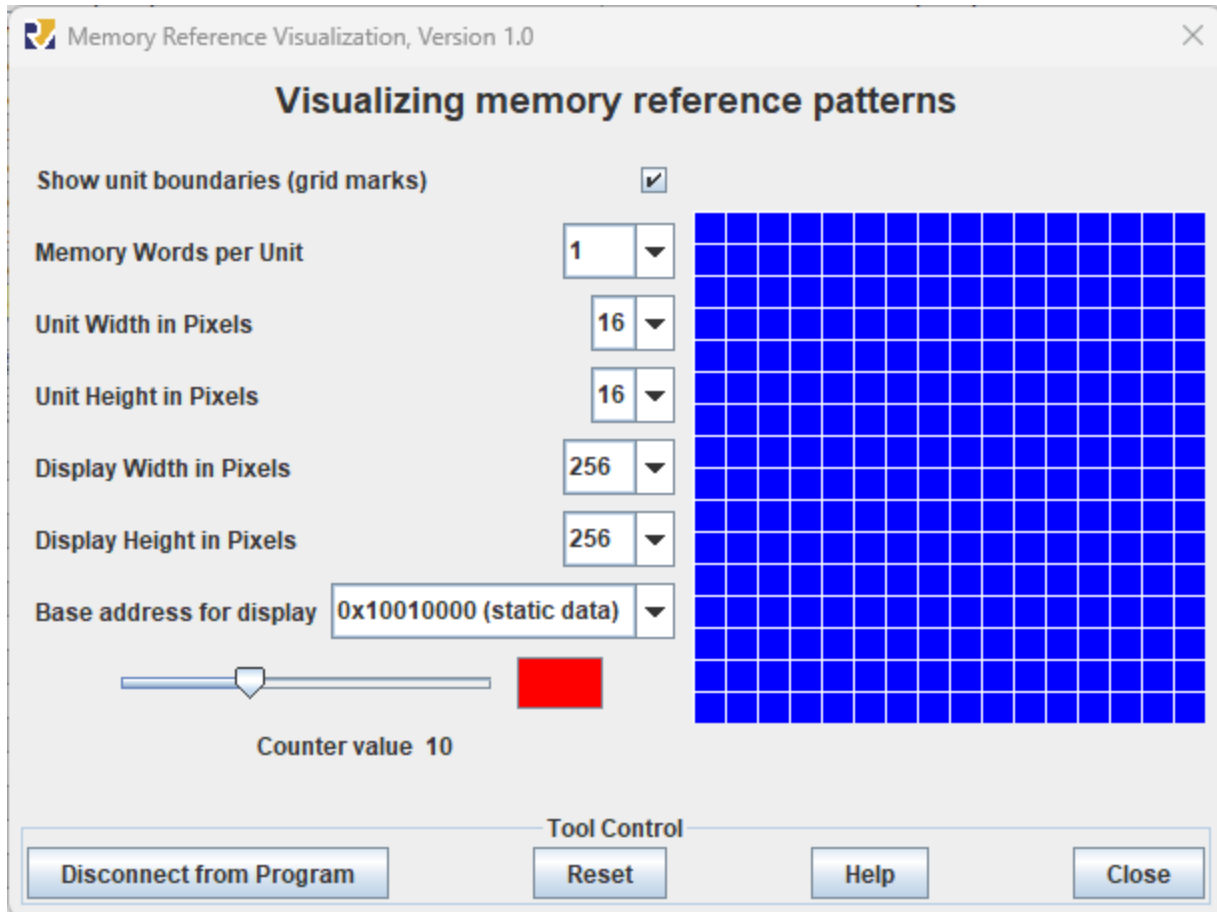 Memory Reference Visualization, Version 1.0
Visualizing memory reference patterns
Show unit boundaries (grid marks)
Memory Words per Unit 1
Unit Width in Pixels 16
Unit Height in Pixels 16
Display Width in Pixels 256
Display Height in Pixels 256
Base address for display 0x10010000 (static data)
Counter value 10
Tool Control
Disconnect from Program Reset Help Close